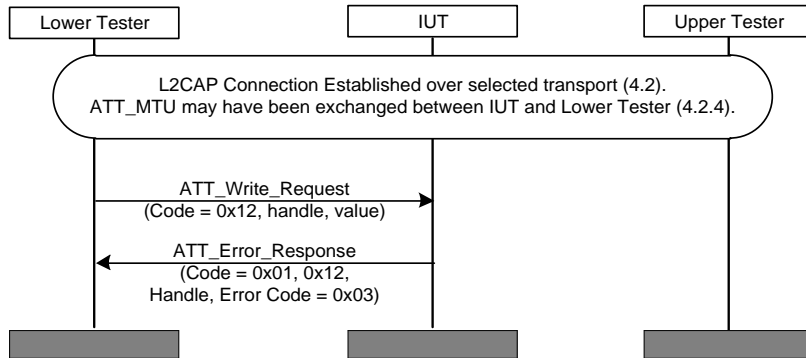 Lower Tester
IUT
Upper Tester
L2CAP Connection Established over selected transport (4.2).
ATT_MTU may have been exchanged between IUT and Lower Tester (4.2.4).
ATT_Write_Request
(Code = 0x12, handle, value)
ATT_Error_Response
(Code = 0x01, 0x12,
Handle, Error Code = 0x03)